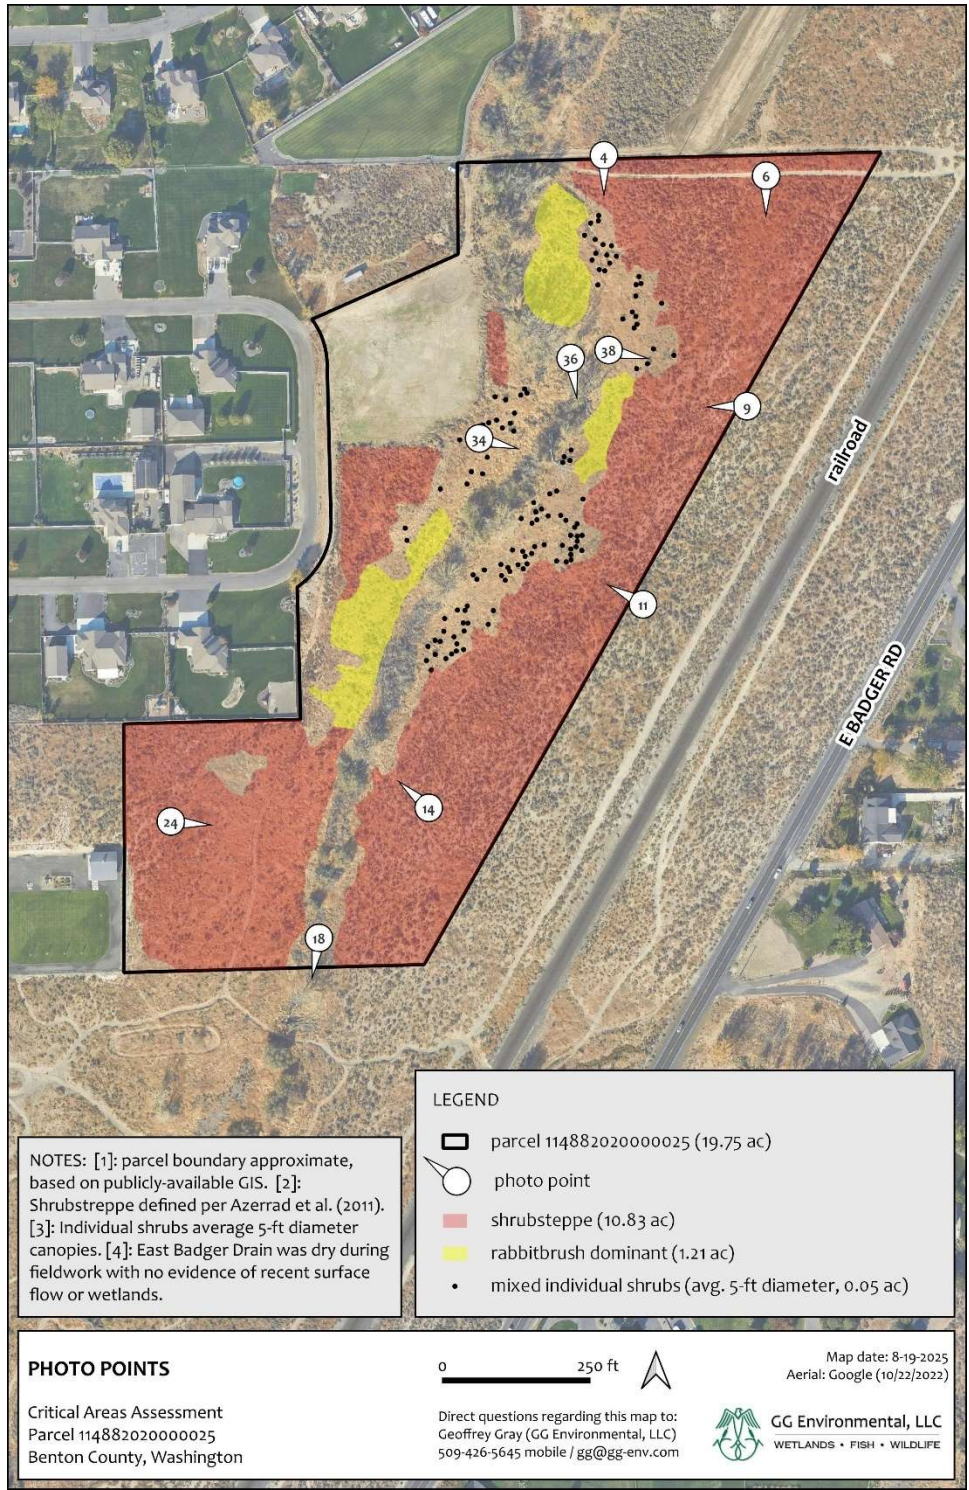 4
6
36
38
9
34
railroad
11
E BADGER RD
14
24
18
LEGEND
parcel 114882020000025 (19.75 ac)
photo point
shrubsteppe (10.83 ac)
rabbitbrush dominant (1.21 ac)
mixed individual shrubs (avg. 5-ft diameter, 0.05 ac)
NOTES: [1]: parcel boundary approximate,
based on publicly-available GIS. [2]:
Shrubstreppe defined per Azerrad et al. (2011).
[3]: Individual shrubs average 5-ft diameter
canopies. [4]: East Badger Drain was dry during
fieldwork with no evidence of recent surface
flow or wetlands.
PHOTO POINTS
Critical Areas Assessment
Parcel 114882020000025
Benton County, Washington
0 250 ft
Direct questions regarding this map to:
Geoffrey Gray (GG Environmental, LLC)
509-426-5645 mobile / gg@gg-env.com
Map date: 8-19-2025
Aerial: Google (10/22/2022)
GG Environmental, LLC
WETLANDS • FISH • WILDLIFE